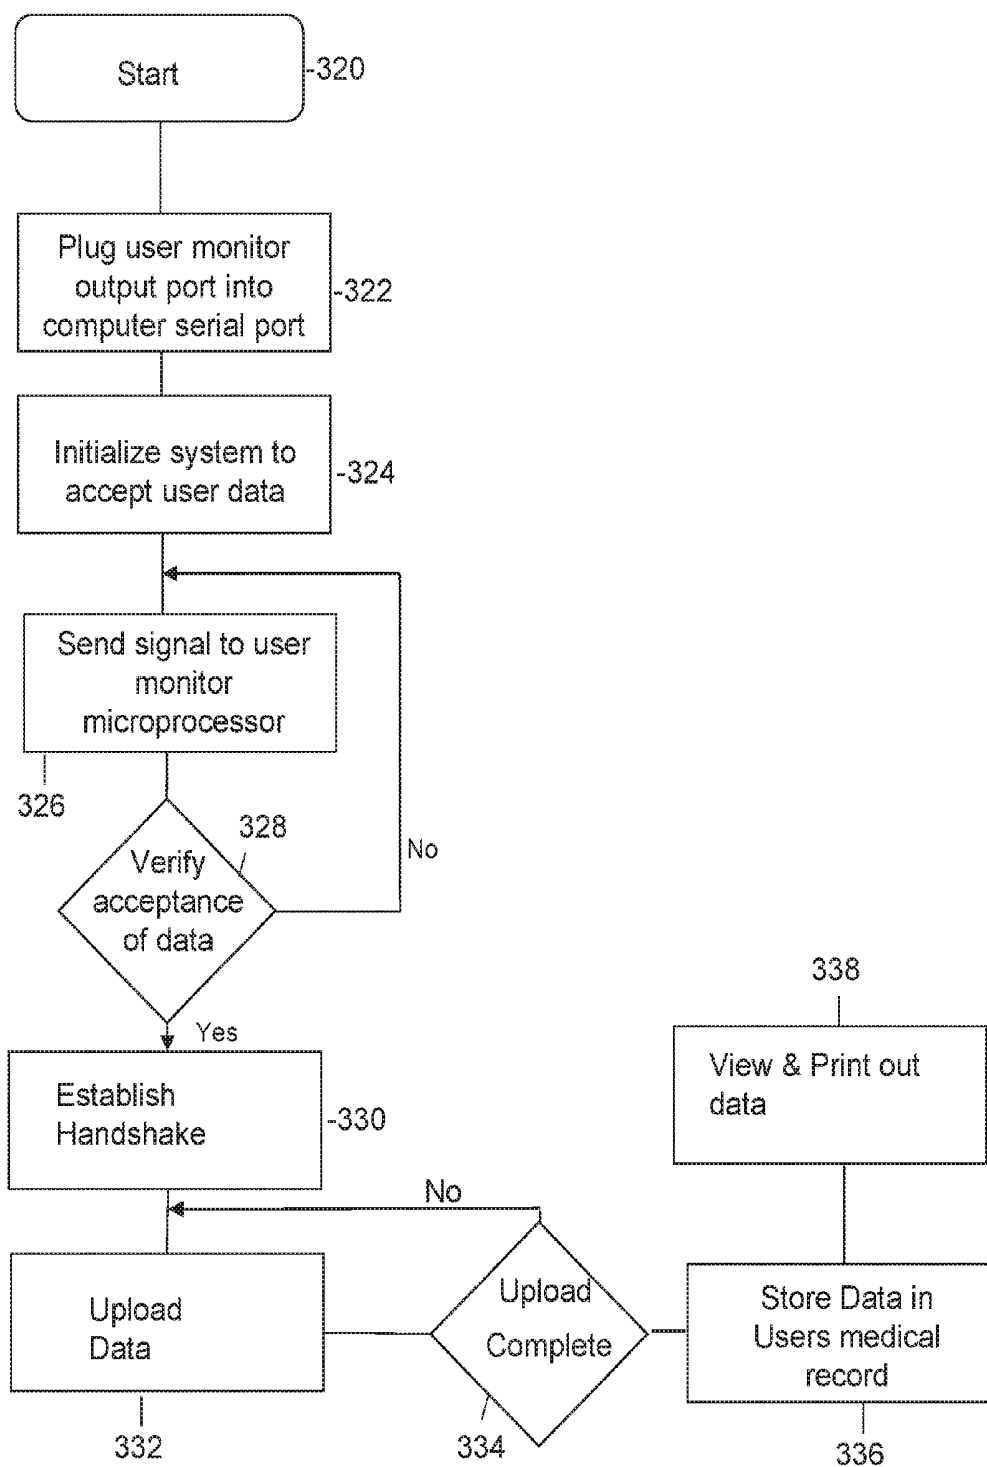 Start
-320
Plug user monitor
output port into
computer serial port
-322
Initialize system to
accept user data
-324
Send signal to user
monitor
microprocessor
326
328
Verify
acceptance
of data
No
Yes
Establish
Handshake
-330
No
Upload
Data
332
Upload
Complete
334
Store Data in
Users medical
record
336
338
View & Print out
data